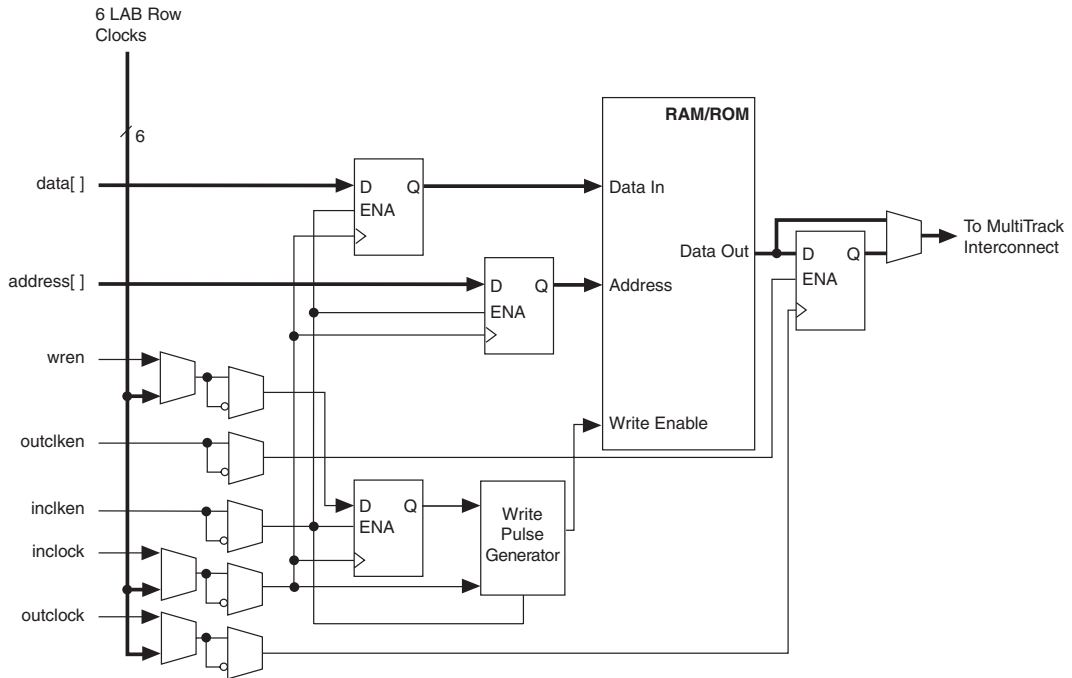 6 LAB Row
Clocks
6
RAM/ROM
data[ ]
D Q
ENA
Data In
To MultiTrack
Interconnect
Data Out
D Q
ENA
address[ ]
D Q
ENA
Address
wren
Write Enable
outclken
inclken
D Q
ENA
Write
Pulse
Generator
inclock
outclock